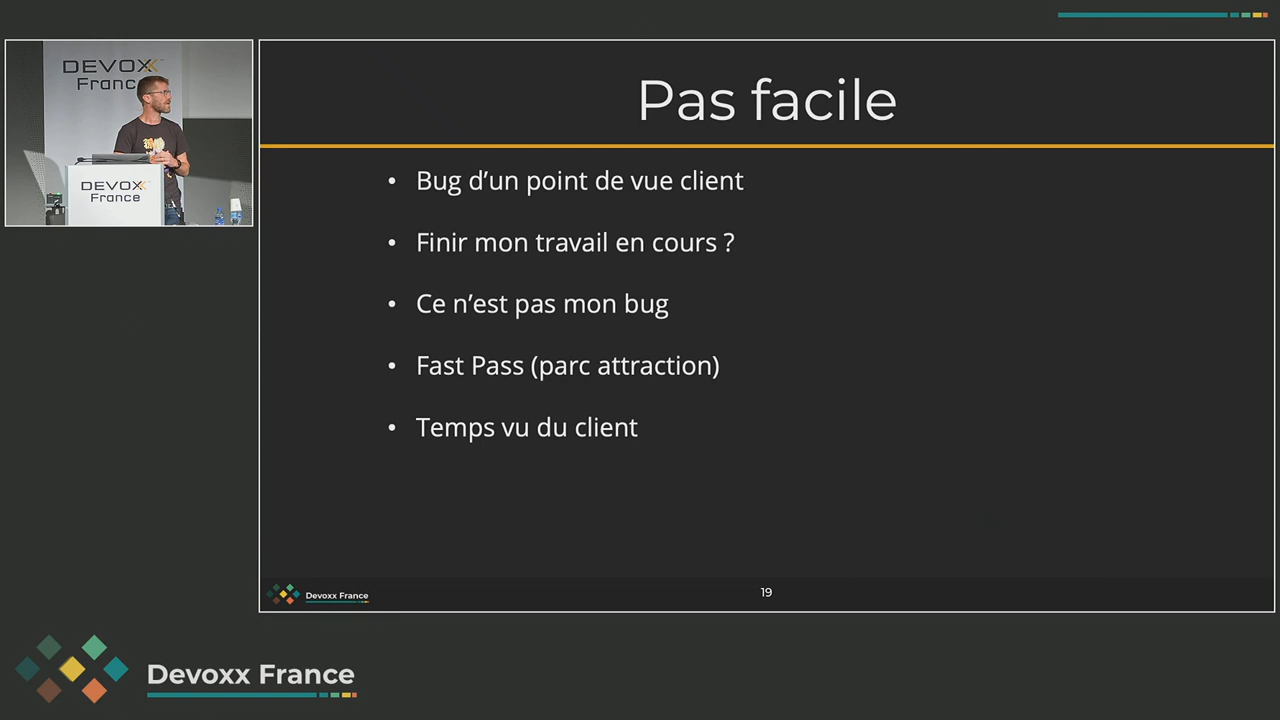 DEVOXX
France
DEVOXX
France
Pas facile
• Bug d’un point de vue client
• Finir mon travail en cours ?
• Ce n’est pas mon bug
• Fast Pass (parc attraction)
• Temps vu du client
Devoxx France
19
Devoxx France